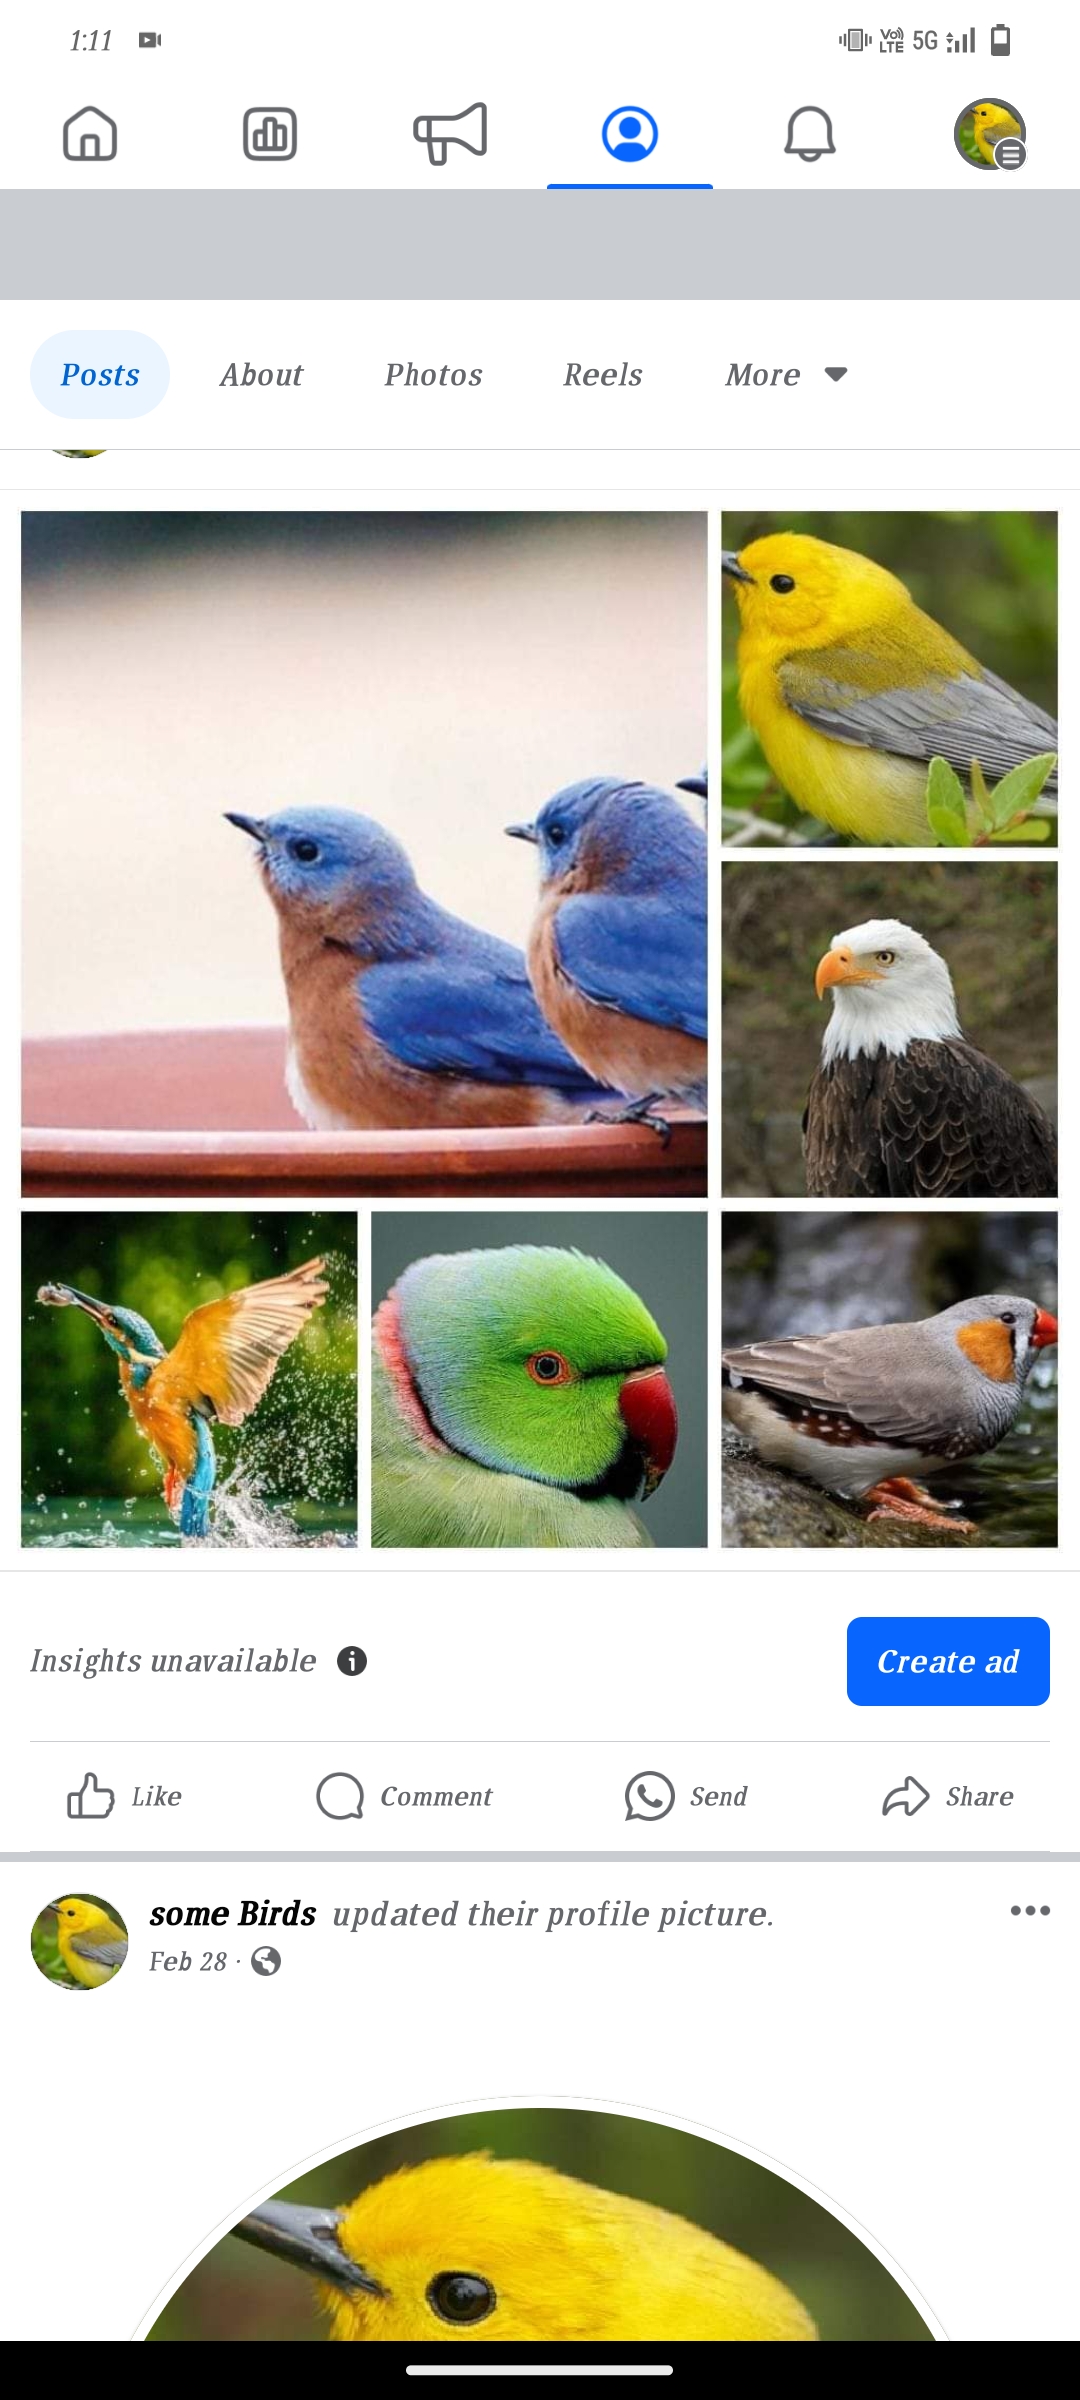 1:11 Vo)) LTE 5G
Posts About Photos Reels More
Insights unavailable
Create ad
Like Comment Send Share
some Birds updated their profile picture.
Feb 28 ·